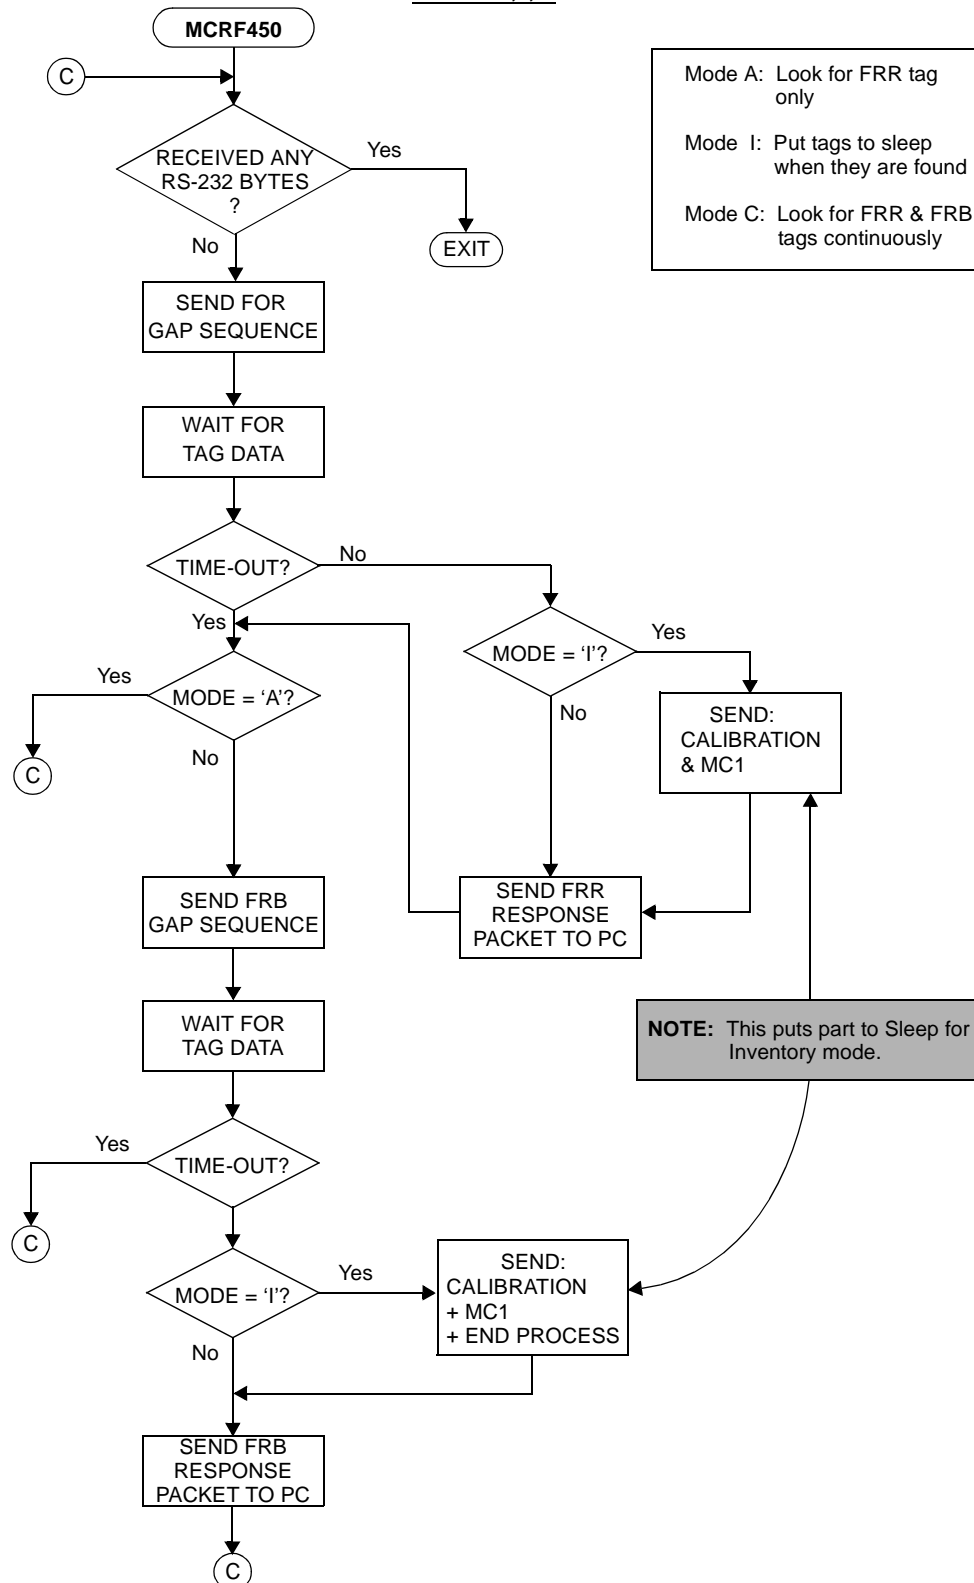 MCRF450
C
RECEIVED ANY
RS-232 BYTES
?
Yes
No
EXIT
Mode A: Look for FRR tag
only
Mode I: Put tags to sleep
when they are found
Mode C: Look for FRR & FRB
tags continuously
SEND FOR
GAP SEQUENCE
WAIT FOR
TAG DATA
TIME-OUT?
No
Yes
MODE = ‘I’?
Yes
No
MODE = ‘A’?
Yes
No
C
SEND:
CALIBRATION
& MC1
SEND FRR
RESPONSE
PACKET TO PC
SEND FRB
GAP SEQUENCE
WAIT FOR
TAG DATA
NOTE: This puts part to Sleep for
Inventory mode.
TIME-OUT?
Yes
C
MODE = ‘I’?
Yes
No
SEND:
CALIBRATION
+ MC1
+ END PROCESS
SEND FRB
RESPONSE
PACKET TO PC
C